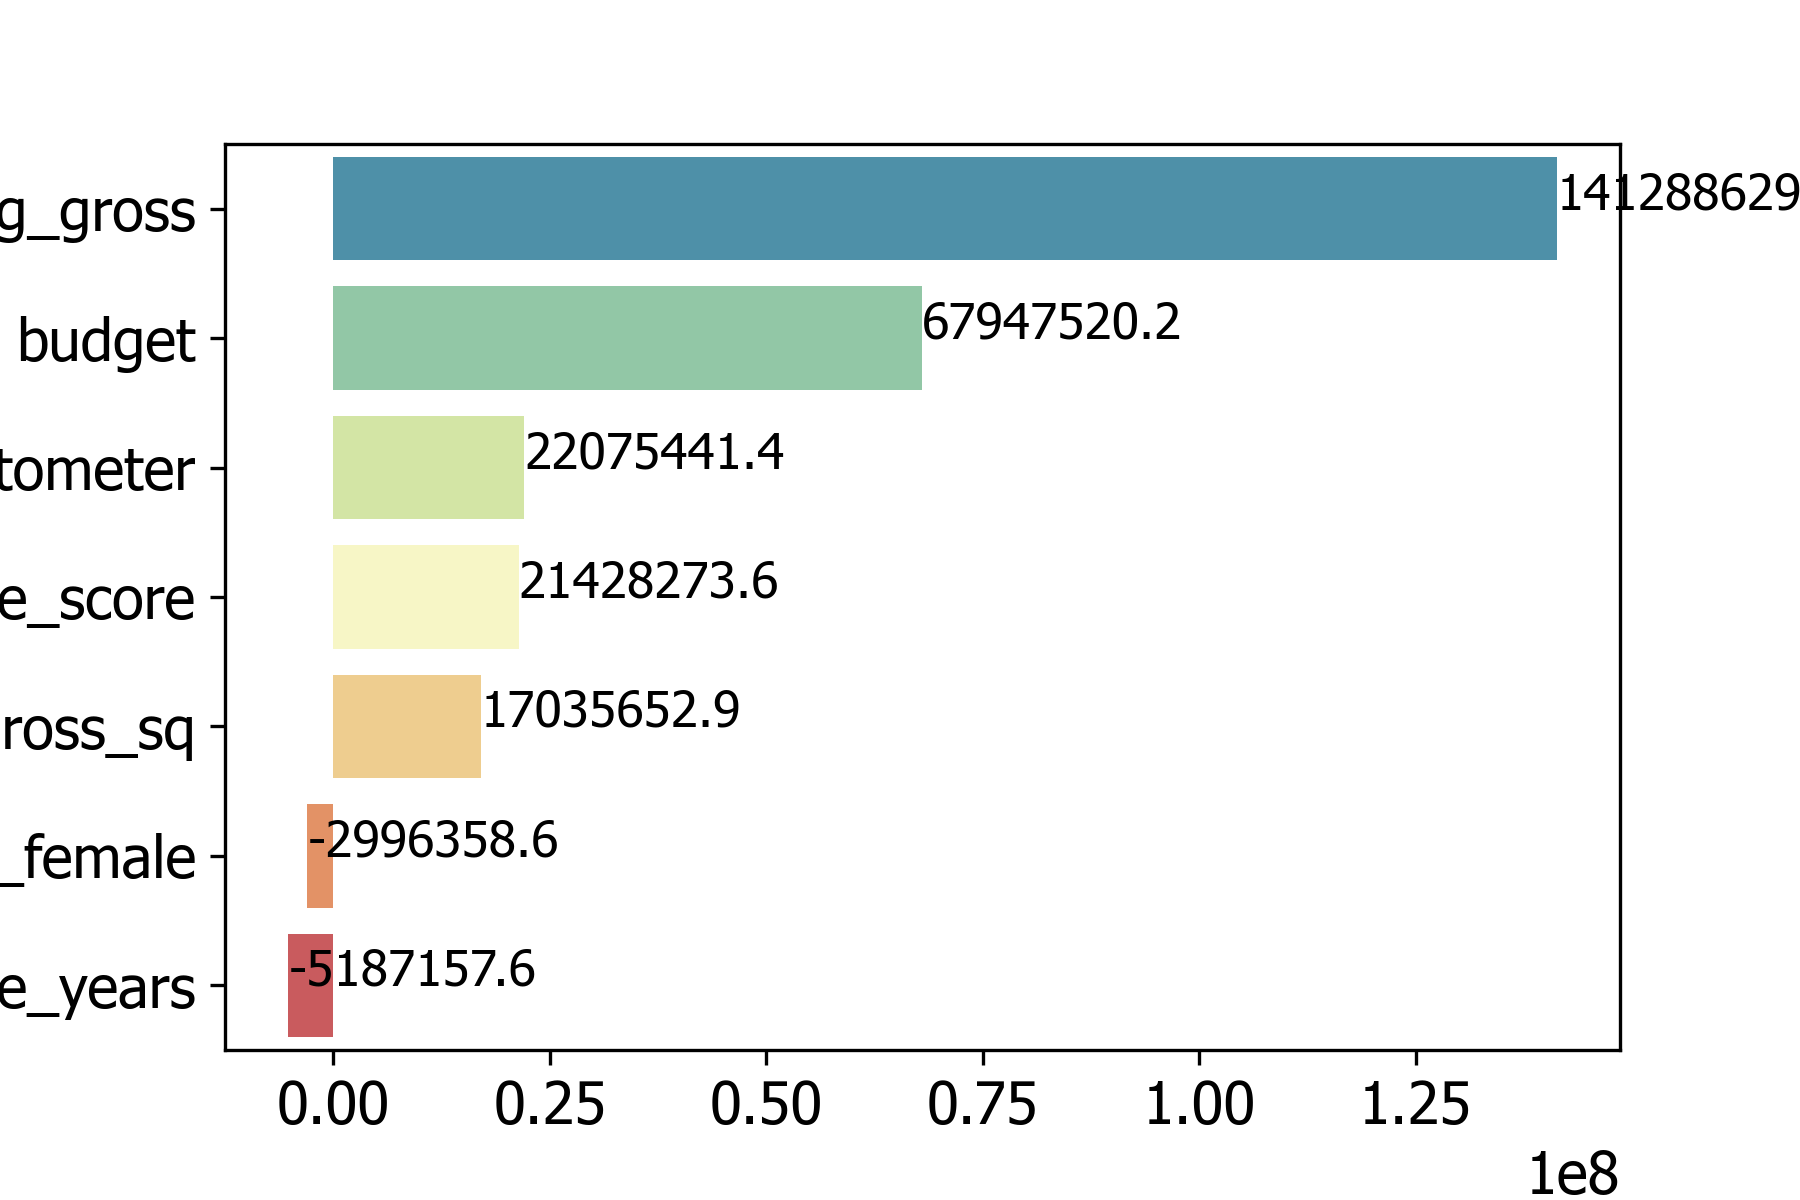 g_gross 141288629
budget 67947520.2
tometer 22075441.4
e_score 21428273.6
ross_sq 17035652.9
_female -2996358.6
e_years -5187157.6
0.00 0.25 0.50 0.75 1.00 1.25
1e8